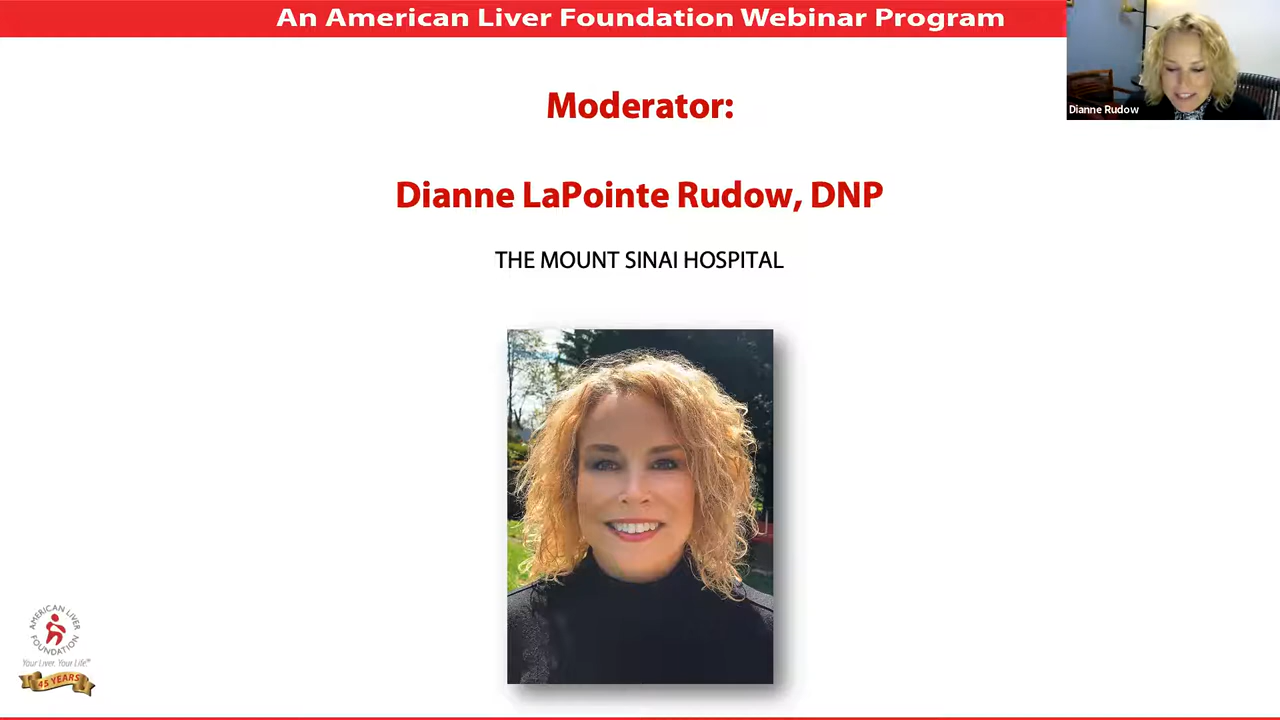 An American Liver Foundation Webinar Program
Dianne Rudow
Moderator:
Dianne LaPointe Rudow, DNP
THE MOUNT SINAI HOSPITAL
AMERICAN LIVER
FOUNDATION
Your Liver. Your Life.
45 YEARS